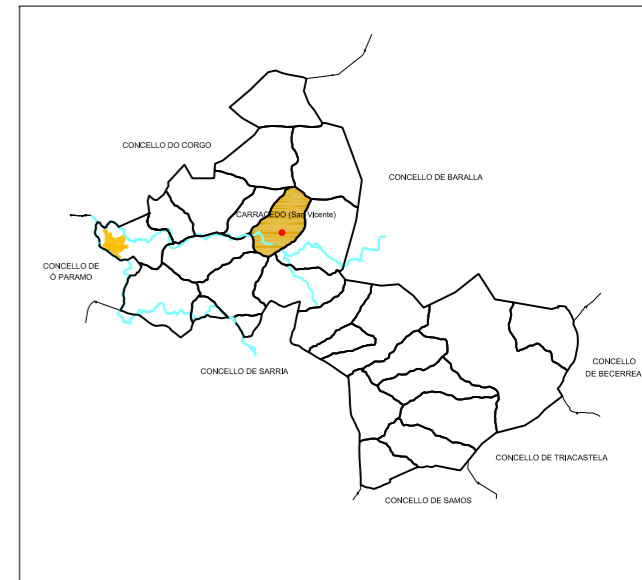 CONCELLO DO CORGO
CONCELLO DE BARALLA
CARRACEDO (San Vicente)
CONCELLO DE
Ó PARAMO
CONCELLO DE SARRIA
CONCELLO
DE BECERREA
CONCELLO DE TRIACASTELA
CONCELLO DE SAMOS